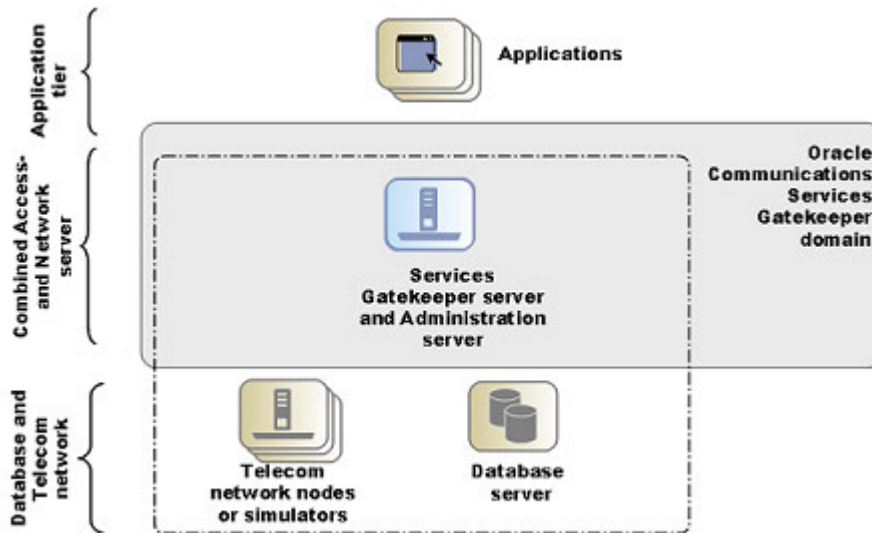 Application
tier
Applications
Combined Access-
and Network
server
Oracle
Communications
Services
Gatekeeper
domain
Services
Gatekeeper server
and Administration
server
Database and
Telecom
network
Telecom
network nodes
or simulators
Database
server